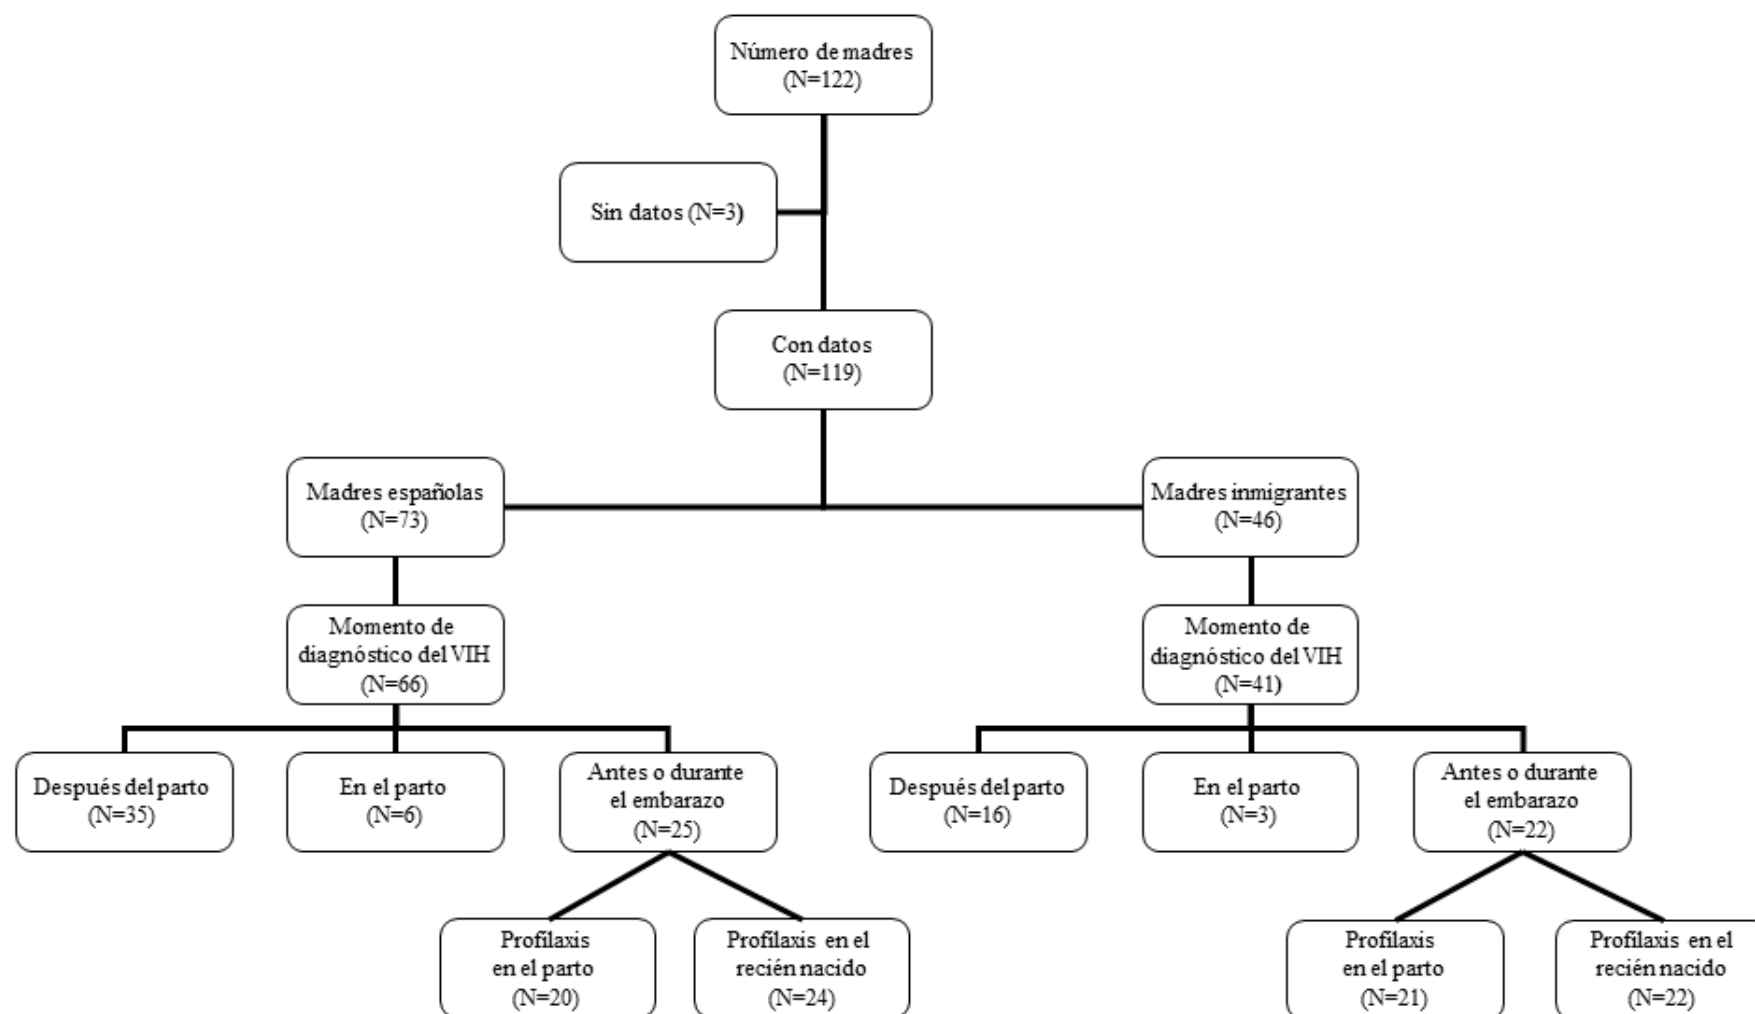 Número de madres
(N=122)
Sin datos (N=3)
Con datos
(N=119)
Madres españolas
(N=73)
Madres inmigrantes
(N=46)
Momento de
diagnóstico del VIH
(N=66)
Momento de
diagnóstico del VIH
(N=41)
Después del parto
(N=35)
En el parto
(N=6)
Antes o durante
el embarazo
(N=25)
Después del parto
(N=16)
En el parto
(N=3)
Antes o durante
el embarazo
(N=22)
Profilaxis
en el parto
(N=20)
Profilaxis en el
recién nacido
(N=24)
Profilaxis
en el parto
(N=21)
Profilaxis en el
recién nacido
(N=22)